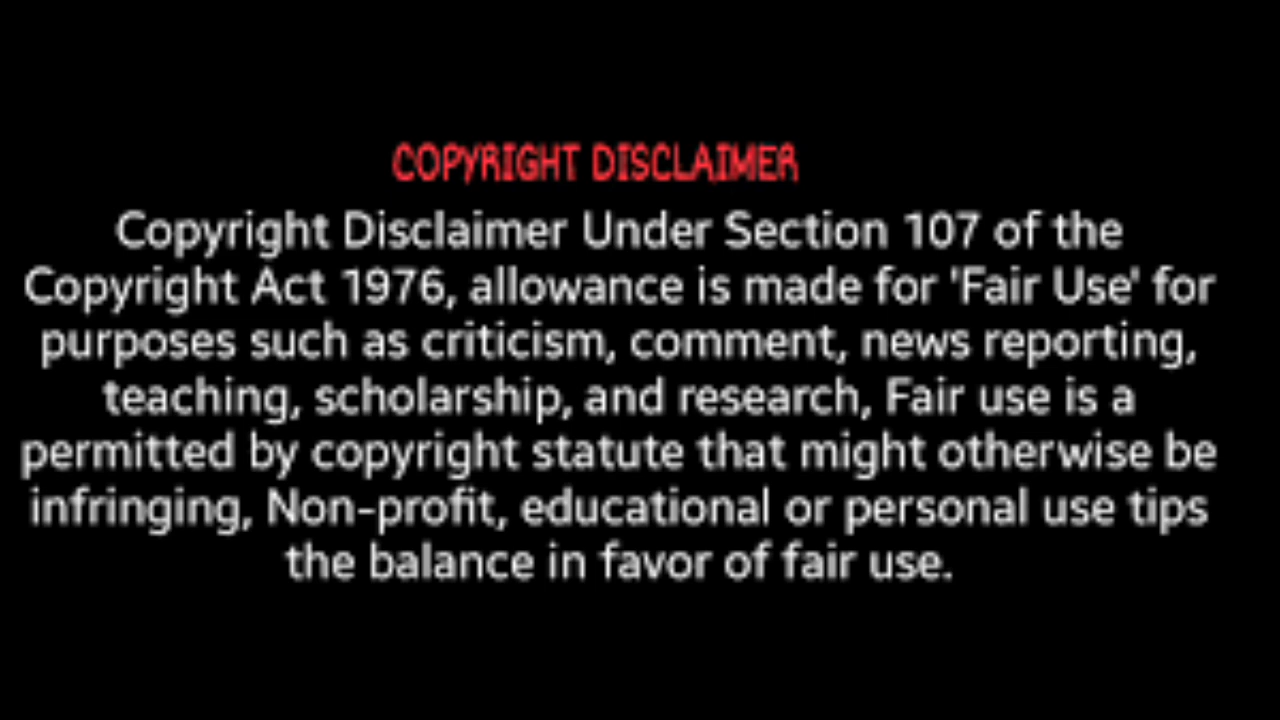 COPYRIGHT DISCLAIMER
Copyright Disclaimer Under Section 107 of the
Copyright Act 1976, allowance is made for 'Fair Use' for
purposes such as criticism, comment, news reporting,
teaching, scholarship, and research, Fair use is a
permitted by copyright statute that might otherwise be
infringing, Non-profit, educational or personal use tips
the balance in favor of fair use.